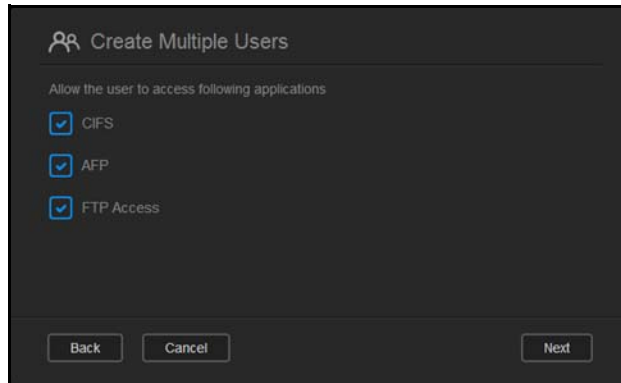 Create Multiple Users
Allow the user to access following applications
CIFS
AFP
FTP Access
Back Cancel Next